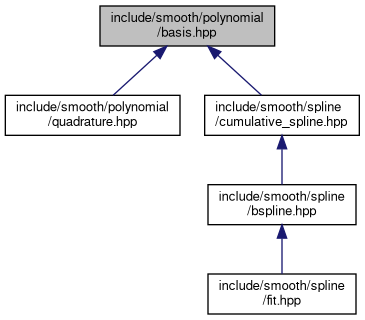 include/smooth/polynomial
/basis.hpp
include/smooth/polynomial
/quadrature.hpp
include/smooth/spline
/cumulative_spline.hpp
include/smooth/spline
/bspline.hpp
include/smooth/spline
/fit.hpp